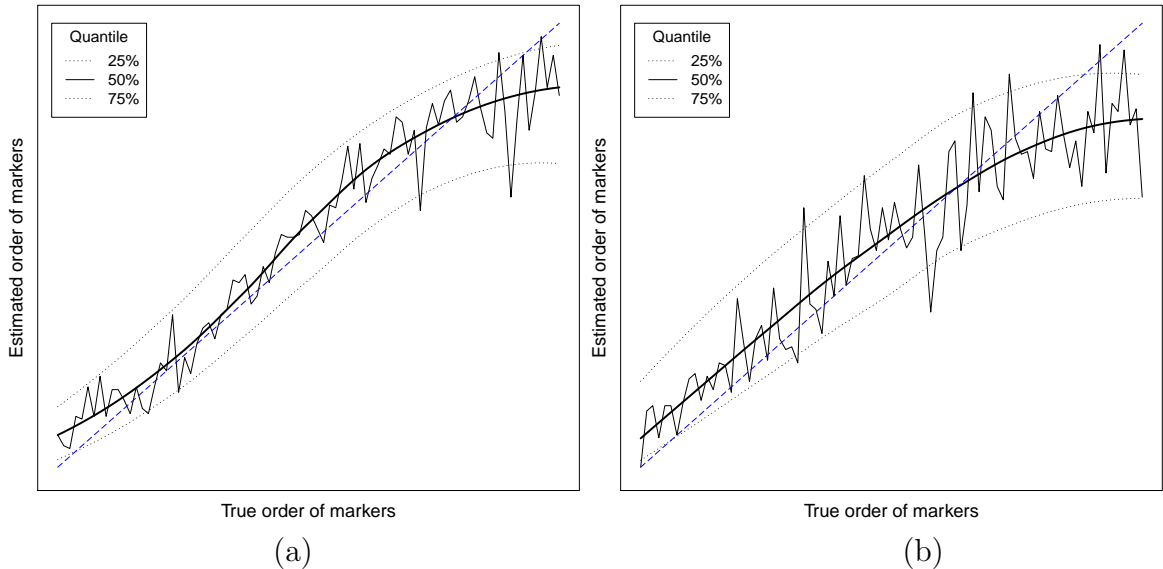 Quantile
25%
50%
75%
Estimated order of markers
True order of markers
(a)
Quantile
25%
50%
75%
Estimated order of markers
True order of markers
(b)